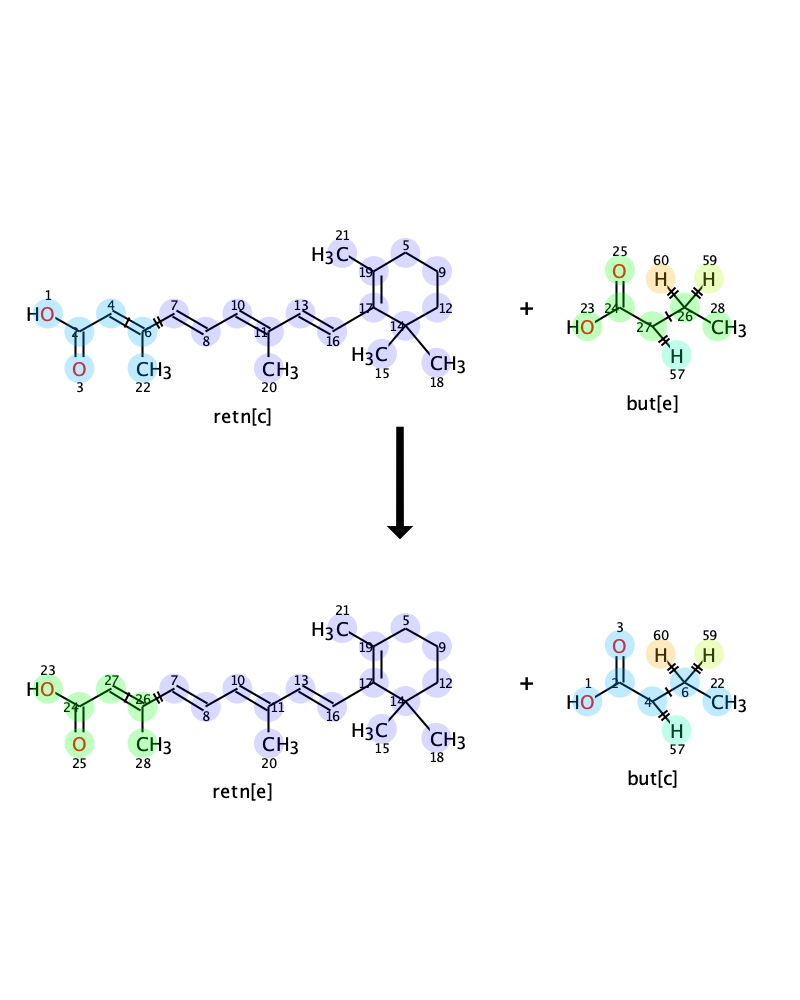 21
5
H₃C
19
9
25
60
59
O
H
H
1
4
7
10
13
17
12
HO
2
6
8
11
16
14
+
23
24
27
26
28
HO
CH₃
H
57
O
3
CH₃
22
CH₃
20
H₃C
15
CH₃
18
retn[c]
but[e]
21
5
H₃C
19
9
3
60
59
O
H
H
23
27
26
7
10
13
17
12
HO
24
8
11
16
14
+
1
2
4
6
22
HO
CH₃
H
57
O
25
CH₃
28
CH₃
20
H₃C
15
CH₃
18
retn[e]
but[c]